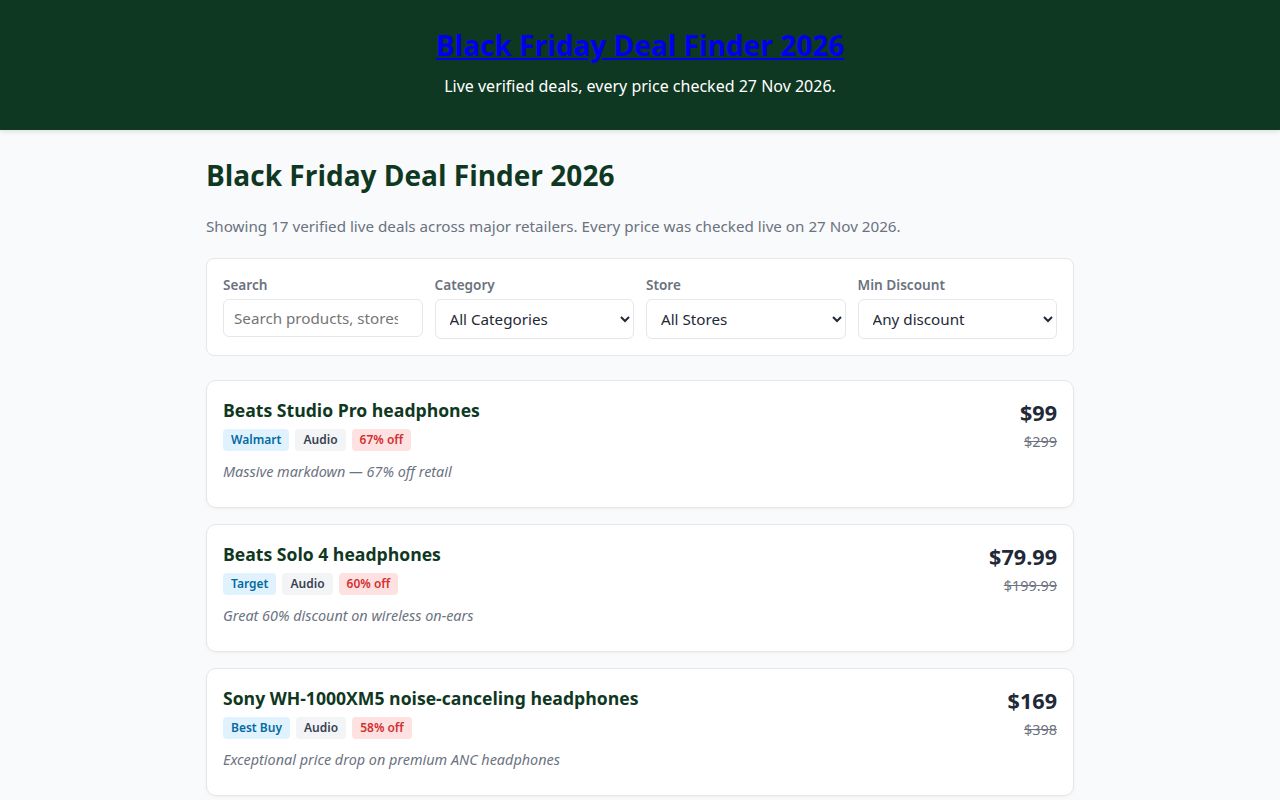 Black Friday Deal Finder 2026
Live verified deals, every price checked 27 Nov 2026.
Black Friday Deal Finder 2026
Showing 17 verified live deals across major retailers. Every price was checked live on 27 Nov 2026.
Search Category Store Min Discount
Search products, stores All Categories All Stores Any discount
Beats Studio Pro headphones $99
Walmart Audio 67% off $299
Massive markdown — 67% off retail
Beats Solo 4 headphones $79.99
Target Audio 60% off $199.99
Great 60% discount on wireless on-ears
Sony WH-1000XM5 noise-canceling headphones $169
Best Buy Audio 58% off $398
Exceptional price drop on premium ANC headphones